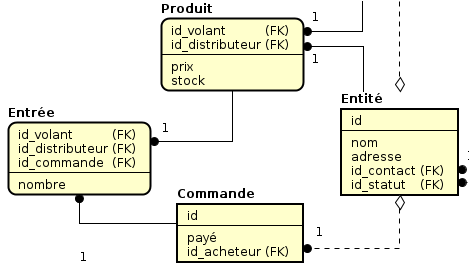 Produit
1
id_volant (FK)
id_distributeur (FK)
1
prix
stock
Entité
id
nom
adresse
id_contact (FK)
id_statut (FK)
Entrée
1
id_volant (FK)
id_distributeur (FK)
id_commande (FK)
nombre
Commande
id
payé
id_acheteur (FK)
1
1